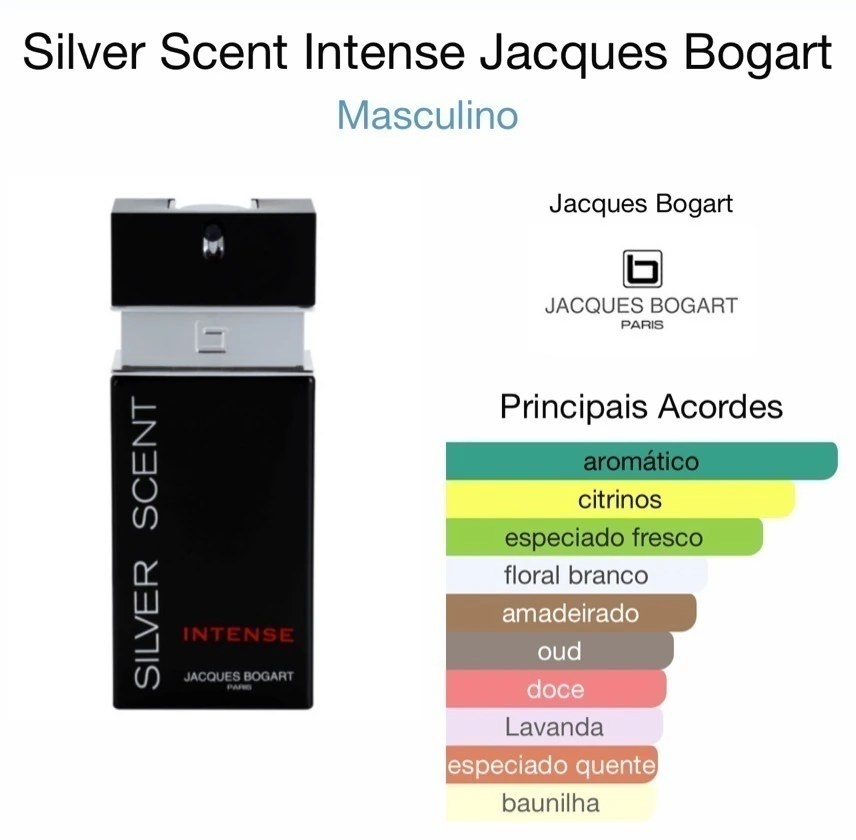 Silver Scent Intense Jacques Bogart
Masculino
SILVER SCENT
INTENSE
JACQUES BOGART
PARIS
Jacques Bogart
b
JACQUES BOGART
PARIS
Principais Acordes
aromático
citrinos
especiado fresco
floral branco
amadeirado
oud
doce
Lavanda
especiado quente
baunilha